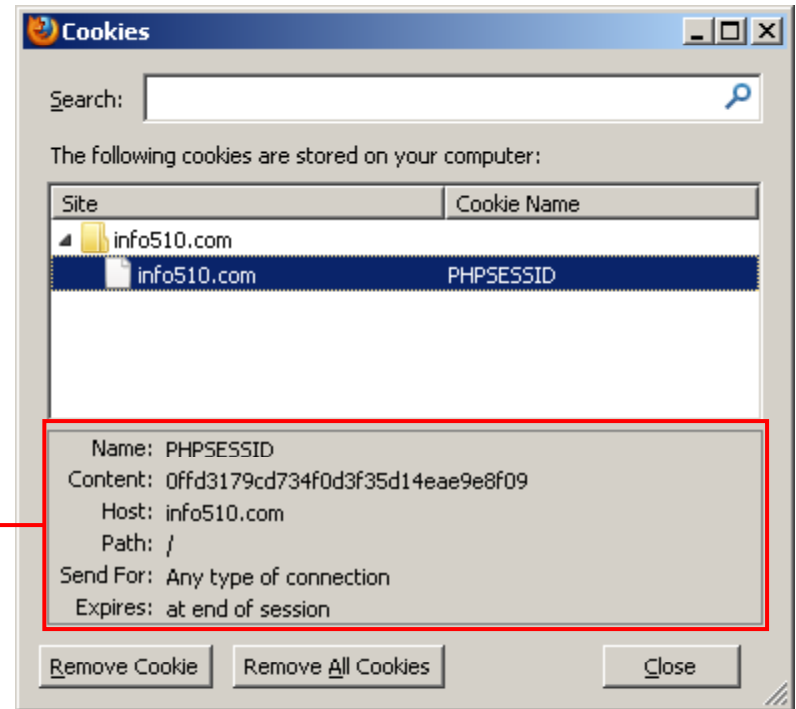 Cookies
Search:
The following cookies are stored on your computer:
Site Cookie Name
info510.com
info510.com PHPSESSID
Name: PHPSESSID
Content: 0ffd3179cd734f0d3f35d14eae9e8f09
Host: info510.com
Path: /
Send For: Any type of connection
Expires: at end of session
Remove Cookie Remove All Cookies Close